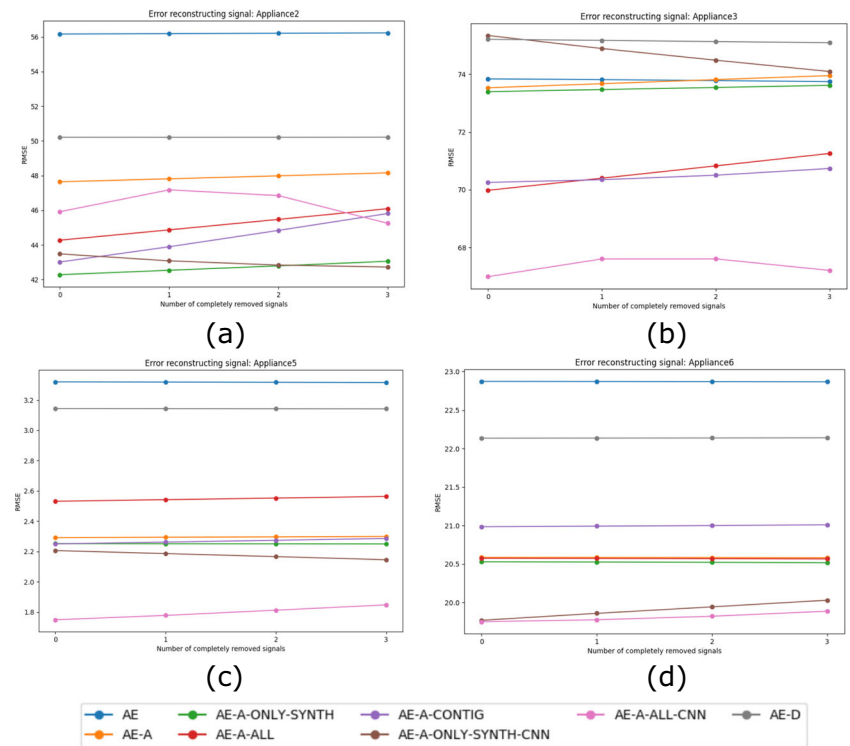 Error reconstructing signal: Appliance2
56
54
52
50
48
46
44
42
RMSE
0 1 2 3
Number of completely removed signals
(a)
Error reconstructing signal: Appliance3
74
72
70
68
RMSE
0 1 2 3
Number of completely removed signals
(b)
Error reconstructing signal: Appliance5
3.2
3.0
2.8
2.6
2.4
2.2
2.0
1.8
RMSE
0 1 2 3
Number of completely removed signals
(c)
Error reconstructing signal: Appliance6
23.0
22.5
22.0
21.5
21.0
20.5
20.0
RMSE
0 1 2 3
Number of completely removed signals
(d)
AE AE-A-ONLY-SYNTH AE-A-CONTIG AE-A-ALL-CNN AE-D
AE-A AE-A-ALL AE-A-ONLY-SYNTH-CNN